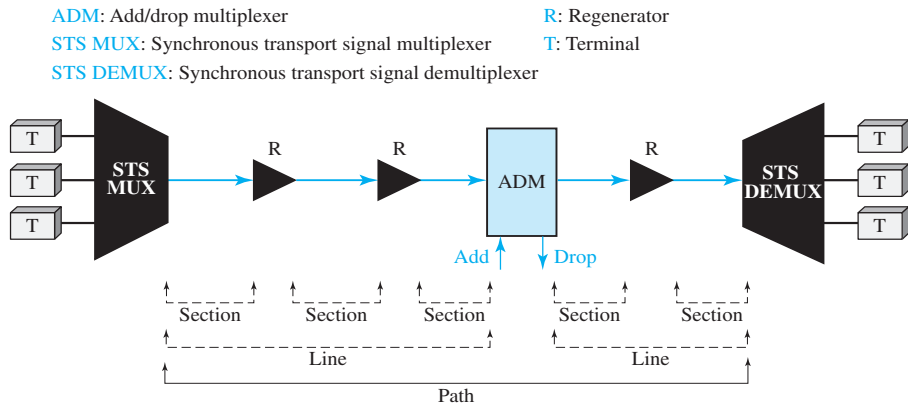 ADM: Add/drop multiplexer
R: Regenerator
STS MUX: Synchronous transport signal multiplexer
T: Terminal
STS DEMUX: Synchronous transport signal demultiplexer
T
T
T
STS
MUX
R
R
ADM
R
STS
DEMUX
T
T
T
Add
Drop
Section
Section
Section
Section
Section
Line
Line
Path